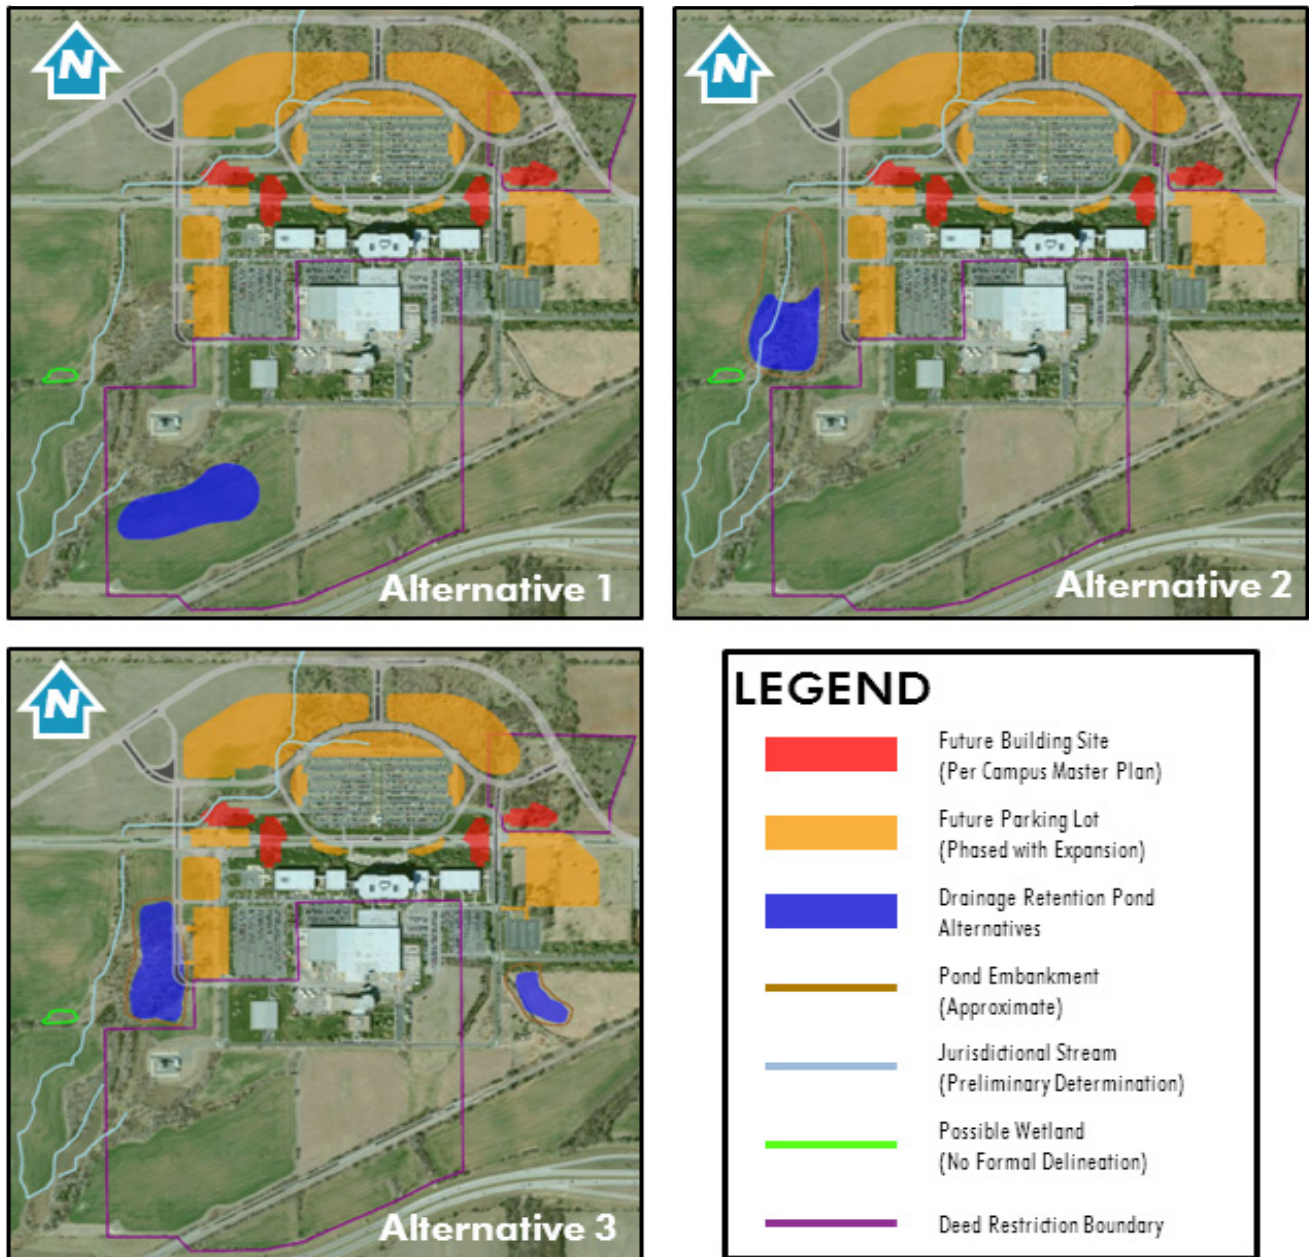 N
Alternative 1
N
Alternative 2
N
Alternative 3
LEGEND
Future Building Site
(Per Campus Master Plan)
Future Parking Lot
(Phased with Expansion)
Drainage Retention Pond
Alternatives
Pond Embankment
(Approximate)
Jurisdictional Stream
(Preliminary Determination)
Possible Wetland
(No Formal Delineation)
Deed Restriction Boundary